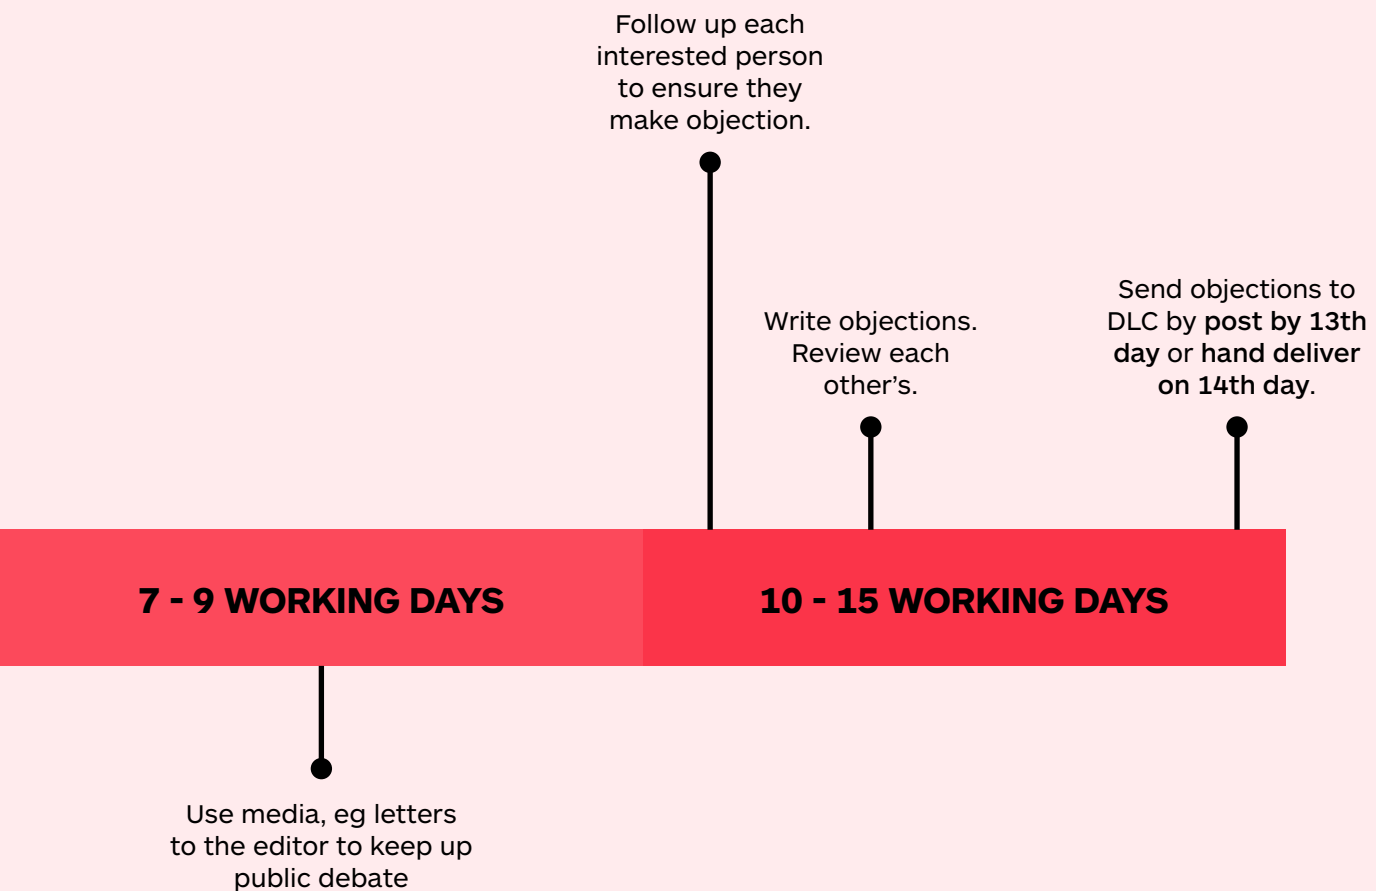 Follow up each
interested person
to ensure they
make objection.
Write objections.
Review each
other’s.
Send objections to
DLC by post by 13th
day or hand deliver
on 14th day.
7 - 9 WORKING DAYS
10 - 15 WORKING DAYS
Use media, eg letters
to the editor to keep up
public debate